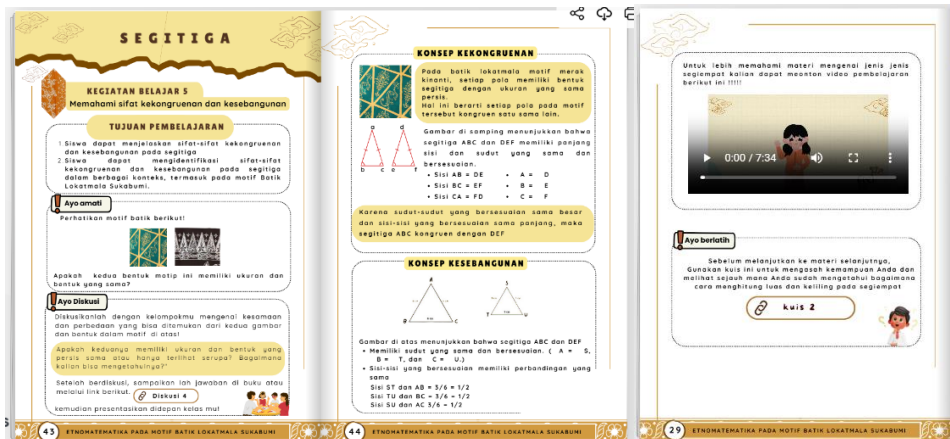 SEGITIGA
KEGIATAN BELAJAR 5
Memahami sifat kekongruenan dan kesebangunan
TUJUAN PEMBELAJARAN
1. Siswa dapat menjelaskan sifat-sifat kekongruenan
dan kesebangunan pada segitiga
2. Siswa dapat mengidentifikasi sifat-sifat
kekongruenan dan kesebangunan pada segitiga
dalam berbagai konteks, termasuk pada motif Batik
Lokatmala Sukabumi.
Ayo amati
Perhatikan motif batik berikut!
Apakah kedua bentuk motip ini memiliki ukuran dan
bentuk yang sama?
Ayo Diskusi
Diskusikanlah dengan kelompokmu mengenai kesamaan
dan perbedaan yang bisa ditemukan dari kedua gambar
dan bentuk dalam motif di atas!
Apakah keduanya memiliki ukuran dan bentuk yang
persis sama atau hanya terlihat serupa? Bagaimana
kalian bisa mengetahuinya?"
Setelah berdiskusi, sampaikan lah jawaban di buku atau
melalui link berikut.
Diskusi 4
kemudian presentasikan didepan kelas mu!
43 ETNOMATEMATIKA PADA MOTIF BATIK LOKATMALA SUKABUMI
KONSEP KEKONGRUENAN
Pada batik lokatmala motif merak
kinanti, setiap pola memiliki bentuk
segitiga dengan ukuran yang sama
persis.
Hal ini berarti setiap pola pada motif
tersebut kongruen satu sama lain.
a d
b c e f
Gambar di samping menunjukkan bahwa
segitiga ABC dan DEF memiliki panjang
sisi dan sudut yang sama dan
bersesuaian.
• Sisi AB = DE • A = D
• Sisi BC = EF • B = E
• Sisi CA = FD • C = F
Karena sudut-sudut yang bersesuaian sama besar
dan sisi-sisi yang bersesuaian sama panjang, maka
segitiga ABC kongruen dengan DEF
KONSEP KESEBANGUNAN
A S
B C T U
Gambar di atas menunjukkan bahwa segitiga ABC dan DEF
• Memiliki sudut yang sama dan bersesuaian. ( A = S,
B = T, dan C = U.)
• Sisi-sisi yang bersesuaian memiliki perbandingan yang
sama
Sisi ST dan AB = 3/6 = 1/2
Sisi TU dan BC = 3/6 = 1/2
Sisi SU dan AC 3/6 = 1/2
44 ETNOMATEMATIKA PADA MOTIF BATIK LOKATMALA SUKABUMI
Untuk lebih memahami materi mengenai jenis jenis
segiempat kalian dapat meonton video pembelajaran
berikut ini !!!!!
0:00 / 7:34
Ayo berlatih
Sebelum melanjutkan ke materi selanjutnya,
Gunakan kuis ini untuk mengasah kemampuan Anda dan
melihat sejauh mana Anda sudah mengetahui bagaimana
cara menghitung luas dan keliling pada segiempat
kuis 2
29 ETNOMATEMATIKA PADA MOTIF BATIK LOKATMALA SUKABUMI